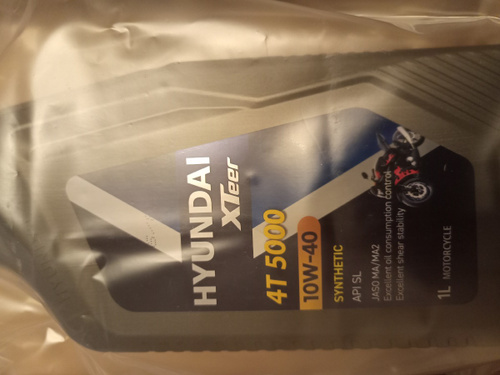 HYUNDAI
XTeer
4T 5000
10W-40
SYNTHETIC
API SL
JASO MA/MA2
Excellent oil consumption control
Excellent shear stability
1L MOTORCYCLE